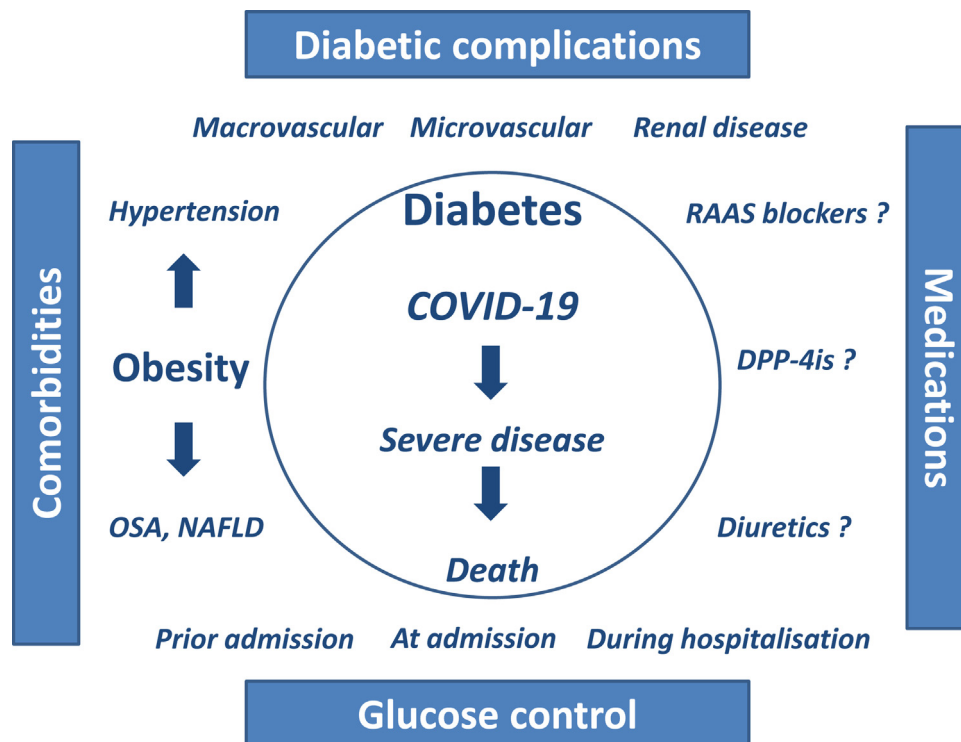 Diabetic complications
Macrovascular Microvascular Renal disease
Comorbidities
Hypertension
Obesity
OSA, NAFLD
Diabetes
COVID-19
Severe disease
Death
RAAS blockers ?
DPP-4is ?
Diuretics ?
Medications
Prior admission At admission During hospitalisation
Glucose control